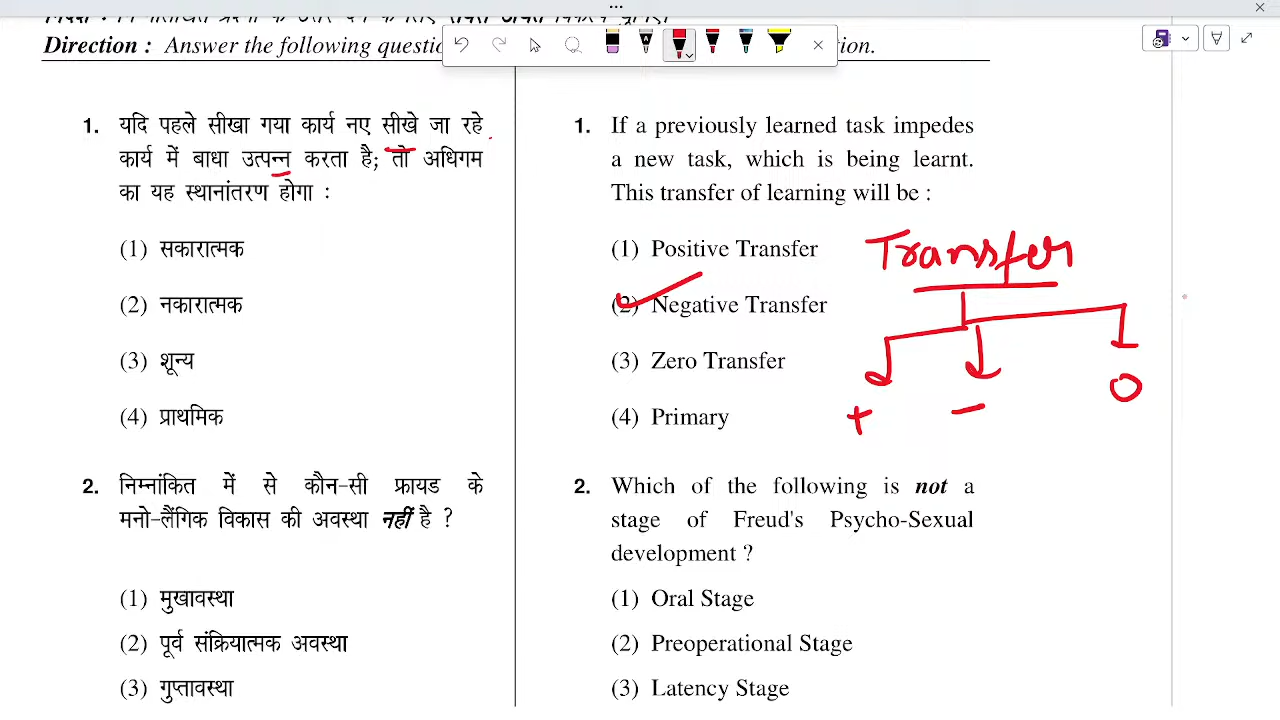 Direction : Answer the following questio
ion.
1. यदि पहले सीखा गया कार्य नए सीखे जा रहे
कार्य में बाधा उत्पन्न करता है; तो अधिगम
का यह स्थानांतरण होगा :
(1) सकारात्मक
(2) नकारात्मक
(3) शून्य
(4) प्राथमिक
2. निम्नांकित में से कौन-सी फ्रायड के
मनो-लैंगिक विकास की अवस्था नहीं है ?
(1) मुखावस्था
(2) पूर्व संक्रियात्मक अवस्था
(3) गुप्तावस्था
1. If a previously learned task impedes
a new task, which is being learnt.
This transfer of learning will be :
(1) Positive Transfer
(2) Negative Transfer
(3) Zero Transfer
(4) Primary
Transfer
+ – 0
2. Which of the following is not a
stage of Freud's Psycho-Sexual
development ?
(1) Oral Stage
(2) Preoperational Stage
(3) Latency Stage